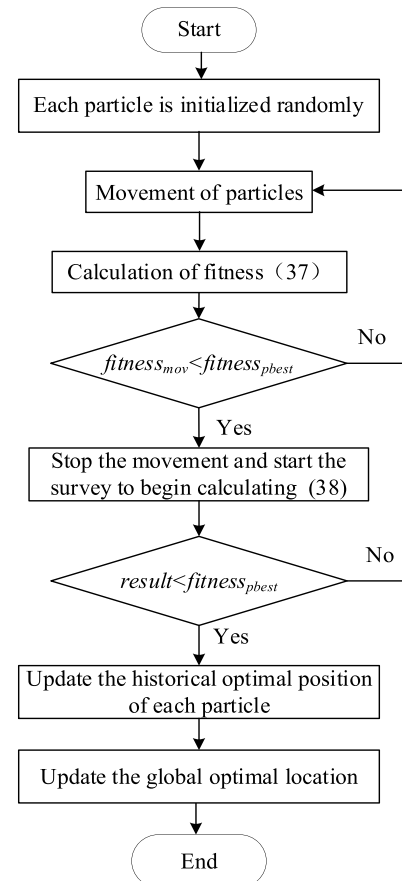 Start
Each particle is initialized randomly
Movement of particles
Calculation of fitness（37）
fitnessmov<fitnesspbest
No
Yes
Stop the movement and start the
survey to begin calculating (38)
No
result<fitnesspbest
Yes
Update the historical optimal position
of each particle
Update the global optimal location
End